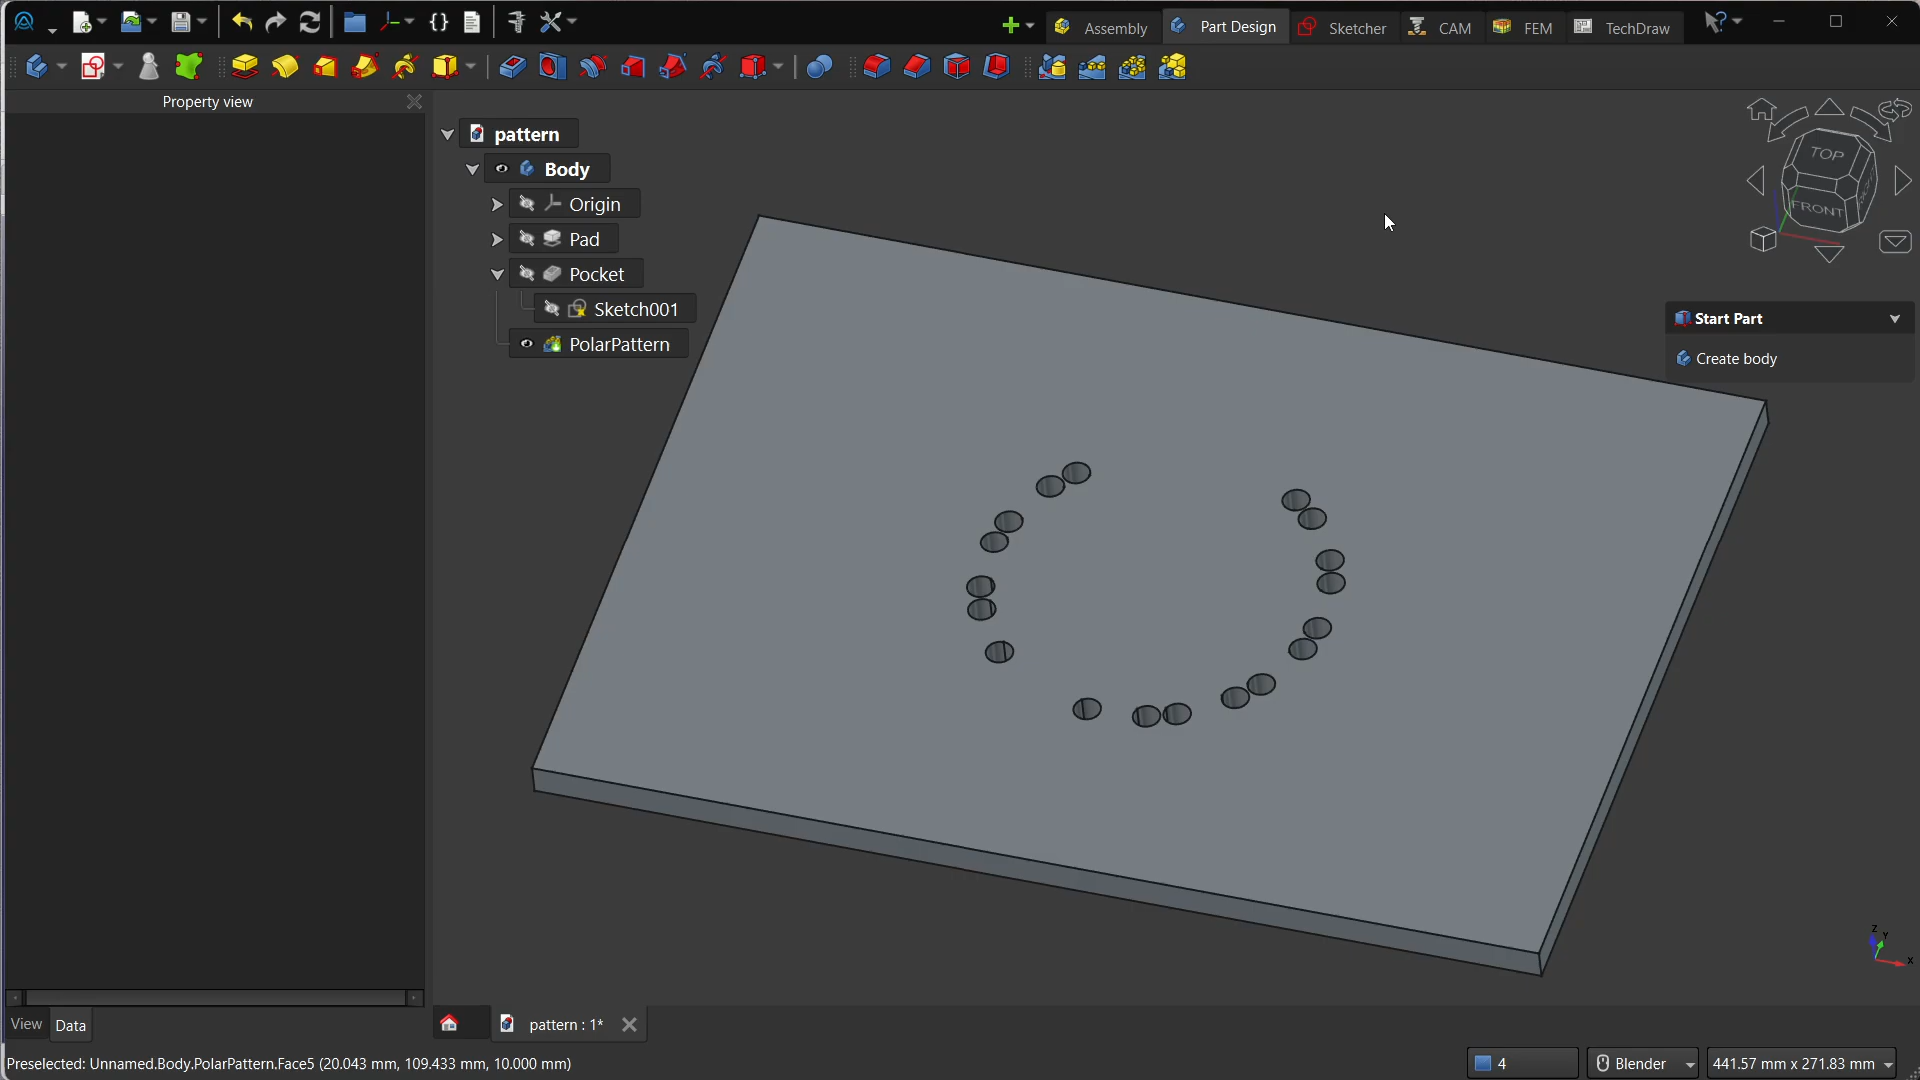 Assembly
Part Design
Sketcher
CAM
FEM
TechDraw
Property view
pattern
Body
Origin
Pad
Pocket
Sketch001
PolarPattern
TOP
FRONT
Start Part
Create body
Z
Y
X
View
Data
pattern : 1*
Preselected: Unnamed.Body.PolarPattern.Face5 (20.043 mm, 109.433 mm, 10.000 mm)
4
Blender
441.57 mm x 271.83 mm